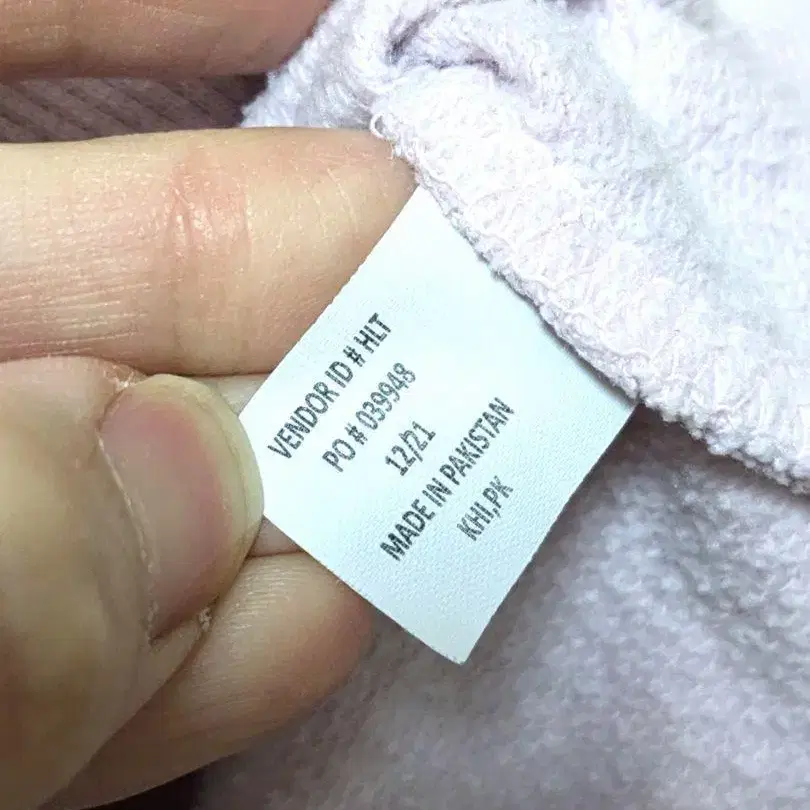 VENDOR ID # HLT
PO # 039948
12/21
MADE IN PAKISTAN
KHI,PK